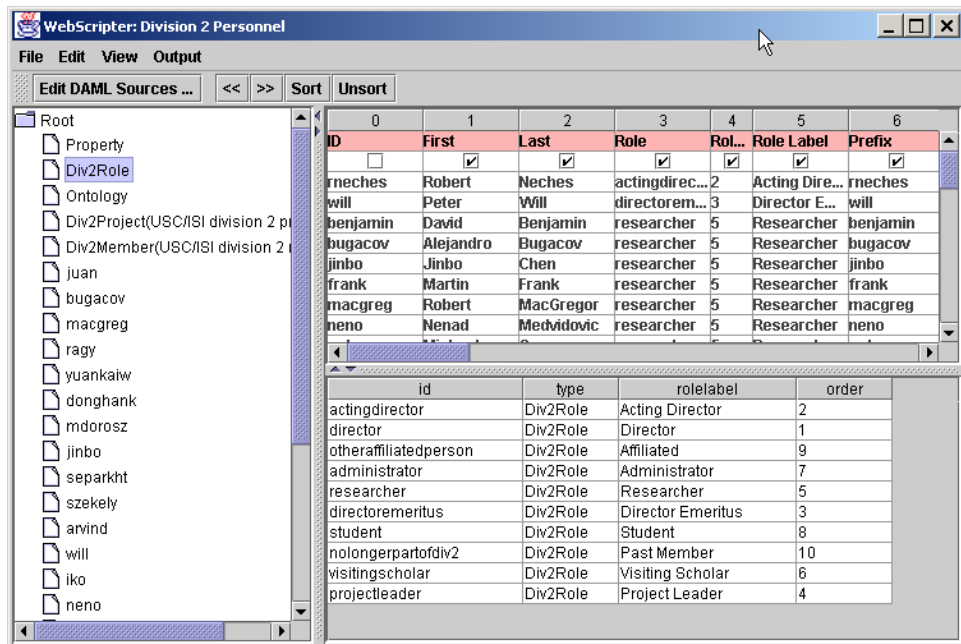 WebScripter: Division 2 Personnel
File Edit View Output
Edit DAML Sources ... << >> Sort Unsort
Root
Property
Div2Role
Ontology
Div2Project(USC/ISI division 2
Div2Member(USC/ISI division 2
juan
bugacov
macgreg
ragy
yuankaiw
donghank
mdorosz
jinbo
separkht
szekely
arvind
will
iko
neno
0 1 2 3 4 5 6
ID First Last Role Rol... Role Label Prefix
rneches Robert Neches actingdirec... 2 Acting Dire... rneches
will Peter Will directorem... 3 Director E... will
benjamin David Benjamin researcher 5 Researcher benjamin
bugacov Alejandro Bugacov researcher 5 Researcher bugacov
jinbo Jinbo Chen researcher 5 Researcher jinbo
frank Martin Frank researcher 5 Researcher frank
macgreg Robert MacGregor researcher 5 Researcher macgreg
neno Nenad Medvidovic researcher 5 Researcher neno
id type rolelabel order
actingdirector Div2Role Acting Director 2
director Div2Role Director 1
otheraffiliatedperson Div2Role Affiliated 9
administrator Div2Role Administrator 7
researcher Div2Role Researcher 5
directoremeritus Div2Role Director Emeritus 3
student Div2Role Student 8
nolongerpartofdiv2 Div2Role Past Member 10
visitingscholar Div2Role Visiting Scholar 6
projectleader Div2Role Project Leader 4